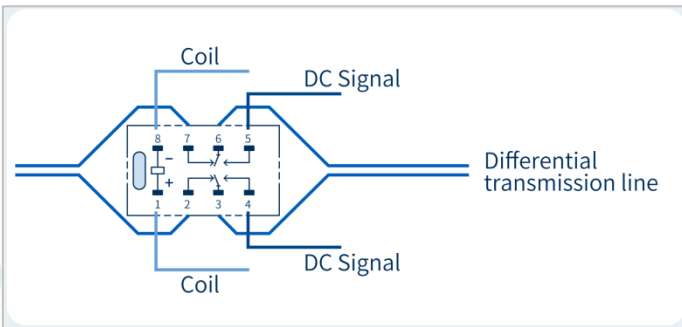 Coil
DC Signal
8 7 6 5
−
+
Differential
transmission line
1 2 3 4
DC Signal
Coil